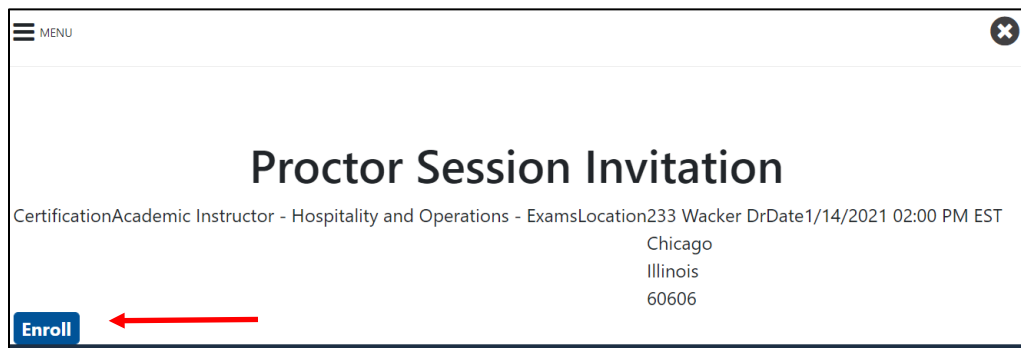 MENU
Proctor Session Invitation
CertificationAcademic Instructor - Hospitality and Operations - ExamsLocation233 Wacker DrDate1/14/2021 02:00 PM EST
Chicago
Illinois
60606
Enroll